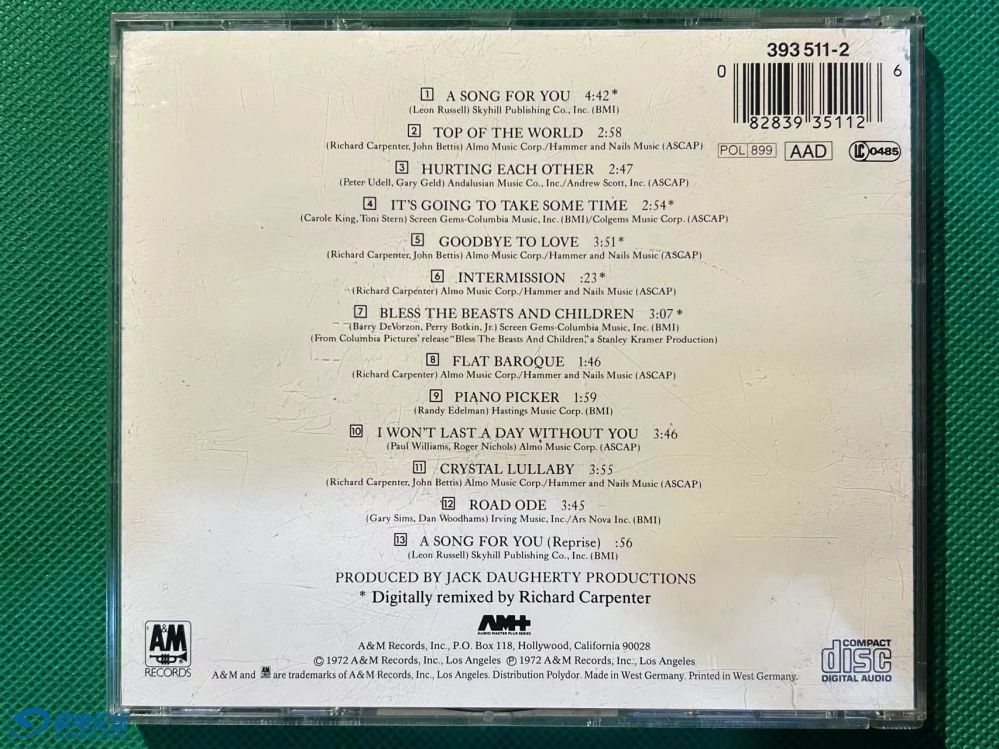 393 511-2
0 82839 35112 6
POL 899 AAD LC 0485
1 A SONG FOR YOU 4:42*
(Leon Russell) Skyhill Publishing Co., Inc. (BMI)
2 TOP OF THE WORLD 2:58
(Richard Carpenter, John Bettis) Almo Music Corp./Hammer and Nails Music (ASCAP)
3 HURTING EACH OTHER 2:47
(Peter Udell, Gary Geld) Andalusian Music Co., Inc./Andrew Scott, Inc. (ASCAP)
4 IT'S GOING TO TAKE SOME TIME 2:54*
(Carole King, Toni Stern) Screen Gems-Columbia Music, Inc. (BMI)/Colgems Music Corp. (ASCAP)
5 GOODBYE TO LOVE 3:51*
(Richard Carpenter, John Bettis) Almo Music Corp./Hammer and Nails Music (ASCAP)
6 INTERMISSION :23*
(Richard Carpenter) Almo Music Corp./Hammer and Nails Music (ASCAP)
7 BLESS THE BEASTS AND CHILDREN 3:07*
(Barry DeVorzon, Perry Botkin, Jr.) Screen Gems-Columbia Music, Inc. (BMI)
(From Columbia Pictures' release "Bless The Beasts And Children," a Stanley Kramer Production)
8 FLAT BAROQUE 1:46
(Richard Carpenter) Almo Music Corp./Hammer and Nails Music (ASCAP)
9 PIANO PICKER 1:59
(Randy Edelman) Hastings Music Corp. (BMI)
10 I WON'T LAST A DAY WITHOUT YOU 3:46
(Paul Williams, Roger Nichols) Almo Music Corp. (ASCAP)
11 CRYSTAL LULLABY 3:55
(Richard Carpenter, John Bettis) Almo Music Corp./Hammer and Nails Music (ASCAP)
12 ROAD ODE 3:45
(Gary Sims, Dan Woodhams) Irving Music, Inc./Ars Nova Inc. (BMI)
13 A SONG FOR YOU (Reprise) :56
(Leon Russell) Skyhill Publishing Co., Inc. (BMI)
PRODUCED BY JACK DAUGHERTY PRODUCTIONS
* Digitally remixed by Richard Carpenter
AM+
AUDIO MASTER PLUS SERIES
A&M RECORDS
A&M Records, Inc., P.O. Box 118, Hollywood, California 90028
© 1972 A&M Records, Inc., Los Angeles ℗ 1972 A&M Records, Inc., Los Angeles
A&M and A&M are trademarks of A&M Records, Inc., Los Angeles. Distribution Polydor. Made in West Germany. Printed in West Germany.
COMPACT disc DIGITAL AUDIO